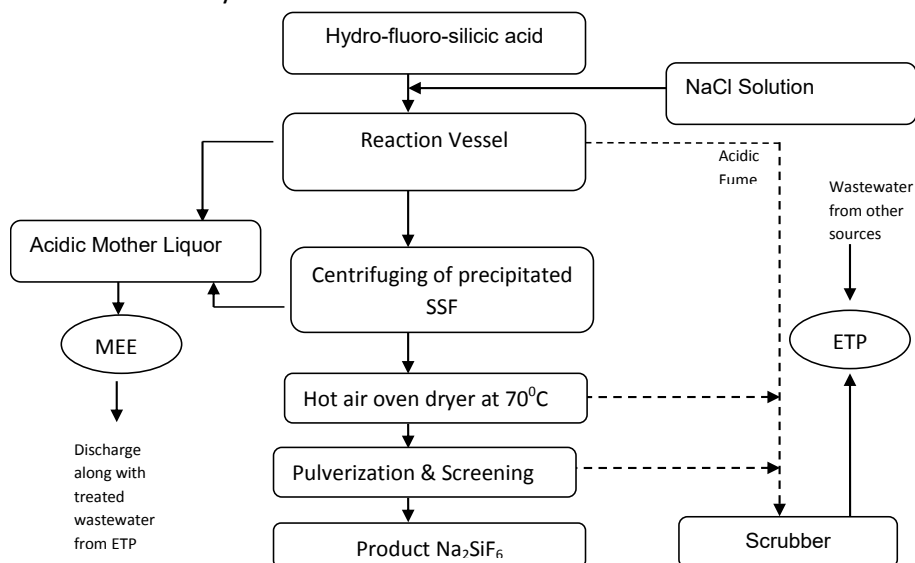 Hydro-fluoro-silicic acid
NaCl Solution
Reaction Vessel
Acidic
Fume
Wastewater
from other
sources
Acidic Mother Liquor
Centrifuging of precipitated
SSF
MEE
ETP
Hot air oven dryer at 70⁰C
Discharge
along with
treated
wastewater
from ETP
Pulverization & Screening
Product Na₂SiF₆
Scrubber